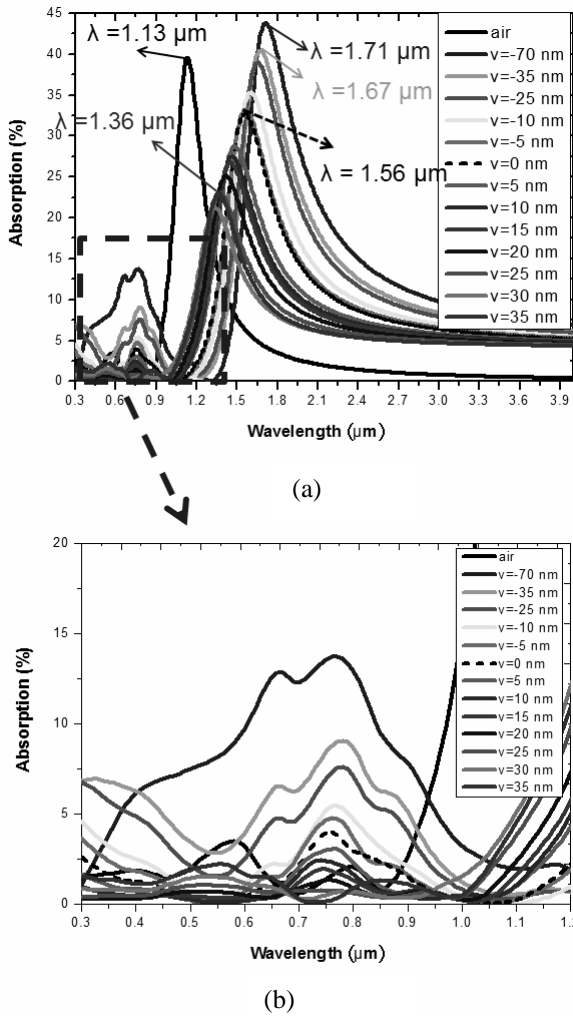 45
40
35
30
25
20
15
10
5
0
Absorption (%)
λ =1.13 µm
λ=1.71 µm
λ =1.67 µm
λ=1.36 µm
λ = 1.56 µm
air
v=-70 nm
v=-35 nm
v=-25 nm
v=-10 nm
v=-5 nm
v=0 nm
v=5 nm
v=10 nm
v=15 nm
v=20 nm
v=25 nm
v=30 nm
v=35 nm
0.3 0.6 0.9 1.2 1.5 1.8 2.1 2.4 2.7 3.0 3.3 3.6 3.9
Wavelength (µm)
(a)
20
15
10
5
0
Absorption (%)
air
v=-70 nm
v=-35 nm
v=-25 nm
v=-10 nm
v=-5 nm
v=0 nm
v=5 nm
v=10 nm
v=15 nm
v=20 nm
v=25 nm
v=30 nm
v=35 nm
0.3 0.4 0.5 0.6 0.7 0.8 0.9 1.0 1.1 1.2
Wavelength (µm)
(b)